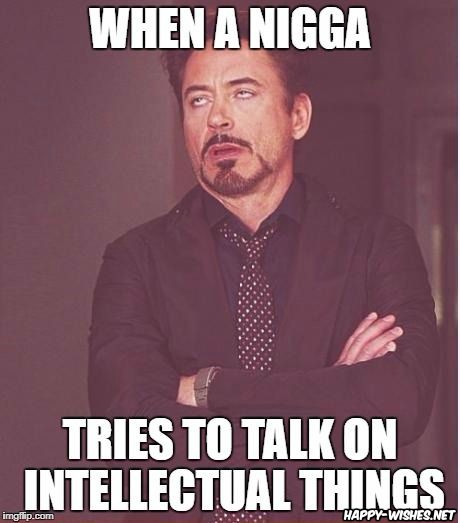 WHEN A NIGGA
TRIES TO TALK ON
INTELLECTUAL THINGS
HAPPY-WISHES.NET
imgflip.com